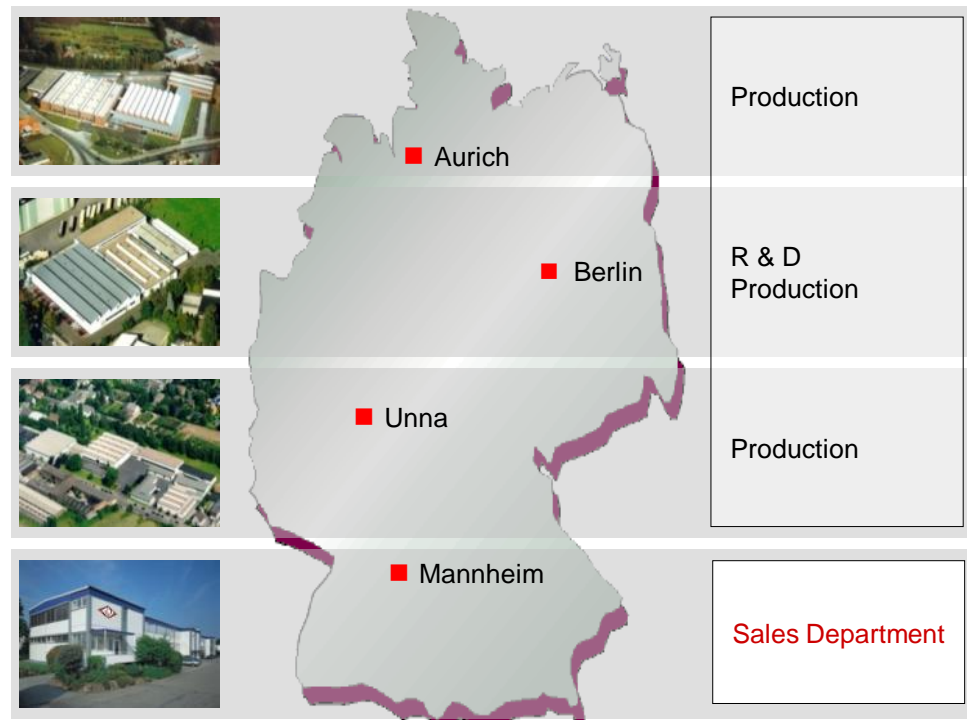 Production
Aurich
R & D
Production
Berlin
Unna
Production
Mannheim
Sales Department